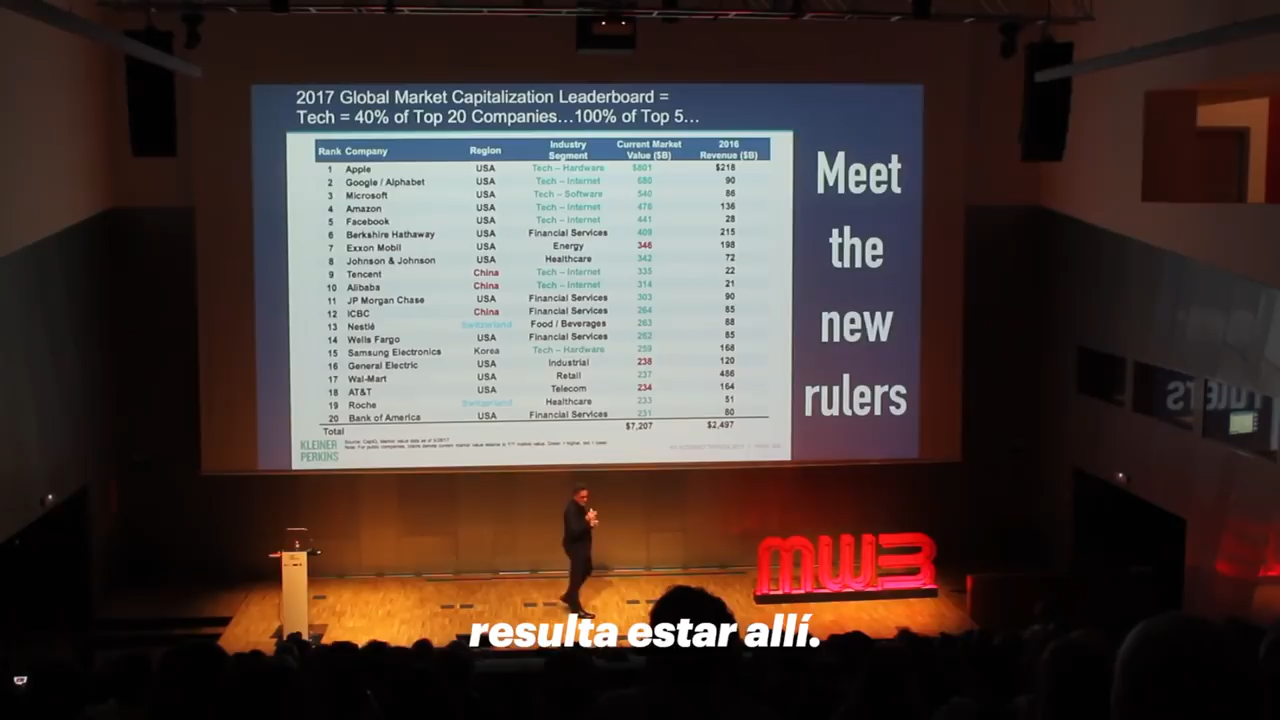 2017 Global Market Capitalization Leaderboard =
Tech = 40% of Top 20 Companies…100% of Top 5…
Rank Company Region Industry Segment Current Market Value ($B) 2016 Revenue ($B)
1 Apple USA Tech – Hardware $801 $218
2 Google / Alphabet USA Tech – Internet 680 90
3 Microsoft USA Tech – Software 540 86
4 Amazon USA Tech – Internet 476 136
5 Facebook USA Tech – Internet 441 28
6 Berkshire Hathaway USA Financial Services 409 215
7 Exxon Mobil USA Energy 346 198
8 Johnson & Johnson USA Healthcare 342 72
9 Tencent China Tech – Internet 335 22
10 Alibaba China Tech – Internet 314 21
11 JP Morgan Chase USA Financial Services 303 90
12 ICBC China Financial Services 264 85
13 Nestlé Switzerland Food / Beverages 263 88
14 Wells Fargo USA Financial Services 262 85
15 Samsung Electronics Korea Tech – Hardware 259 168
16 General Electric USA Industrial 238 120
17 Wal-Mart USA Retail 237 486
18 AT&T USA Telecom 234 164
19 Roche Switzerland Healthcare 233 51
20 Bank of America USA Financial Services 231 80
Total $7,207 $2,497
KLEINER
PERKINS
Meet
the
new
rulers
resulta estar allí.